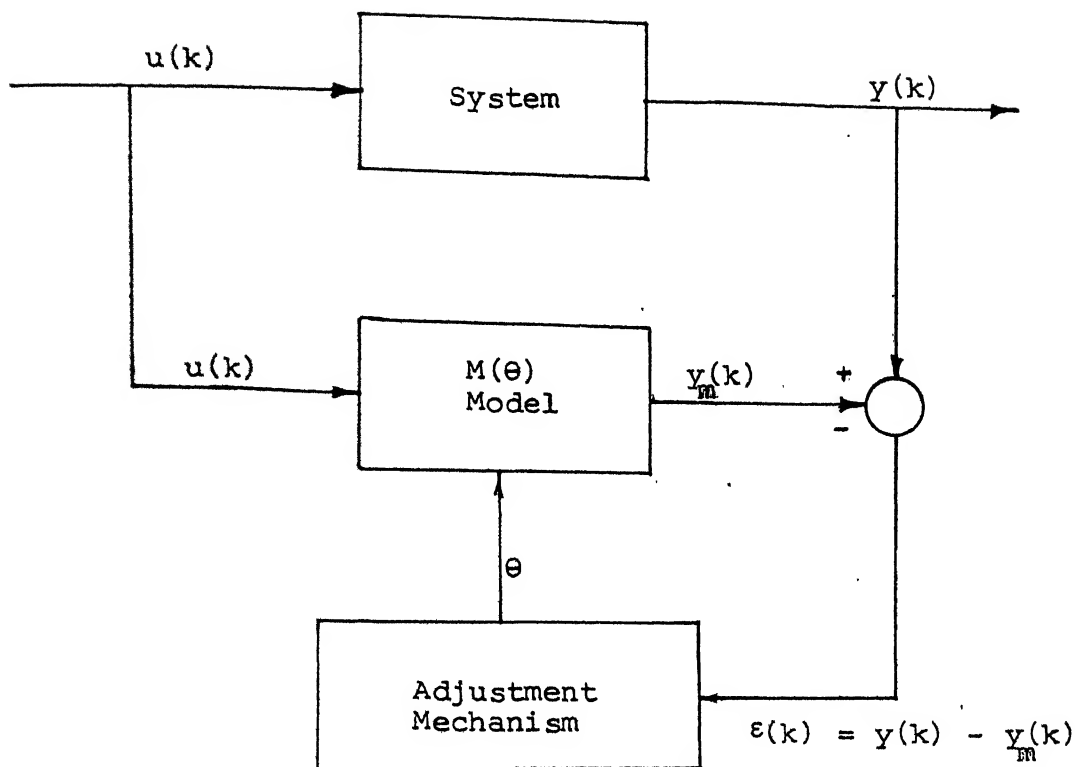 u(k)
System
y(k)
u(k)
M(θ)
Model
y_m(k)
+
-
θ
Adjustment
Mechanism
ε(k) = y(k) - y_m(k)